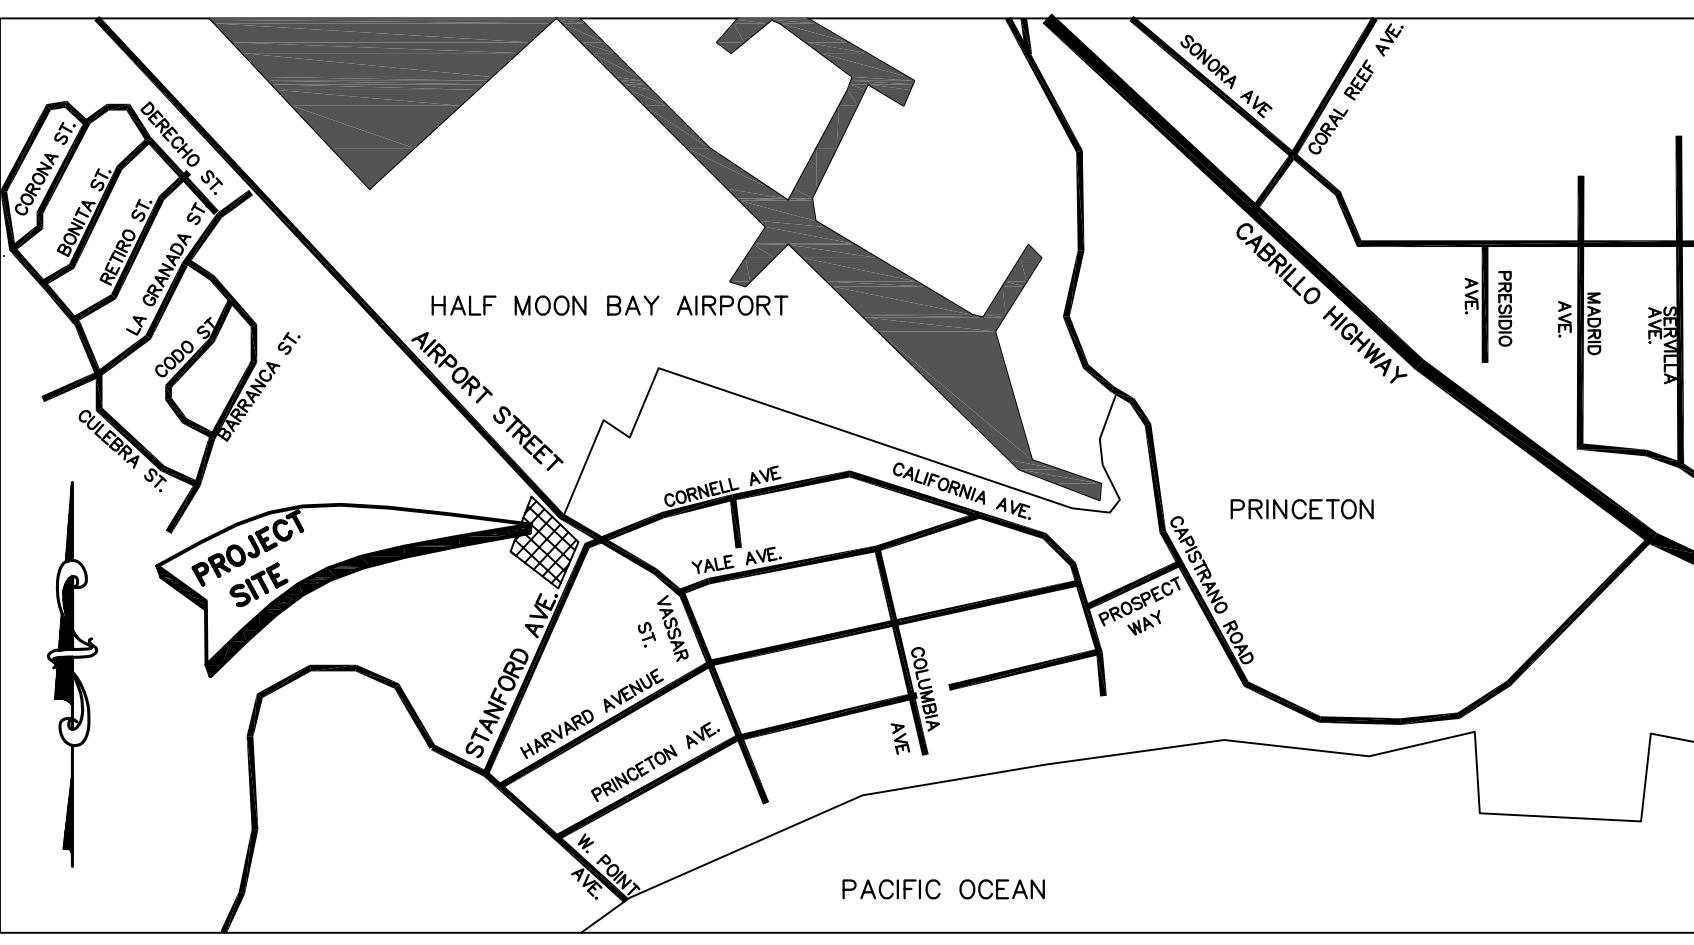 SONORA AVE
CORAL REEF AVE.
DERECHO ST.
CORONA ST.
BONITA ST.
RETIRO ST.
LA GRANADA ST.
CODO ST.
BARRANCA ST.
CULEBRA ST.
HALF MOON BAY AIRPORT
AIRPORT STREET
CABRILLO HIGHWAY
PRESIDIO
AVE.
MADRID
AVE.
SERVILLA
AVE.
PROJECT
SITE
CORNELL AVE
CALIFORNIA AVE.
YALE AVE.
PRINCETON
CAPISTRANO ROAD
PROSPECT
WAY
VASSAR
ST.
STANFORD AVE.
HARVARD AVENUE
COLUMBIA
AVE
PRINCETON AVE.
W. POINT
AVE.
PACIFIC OCEAN